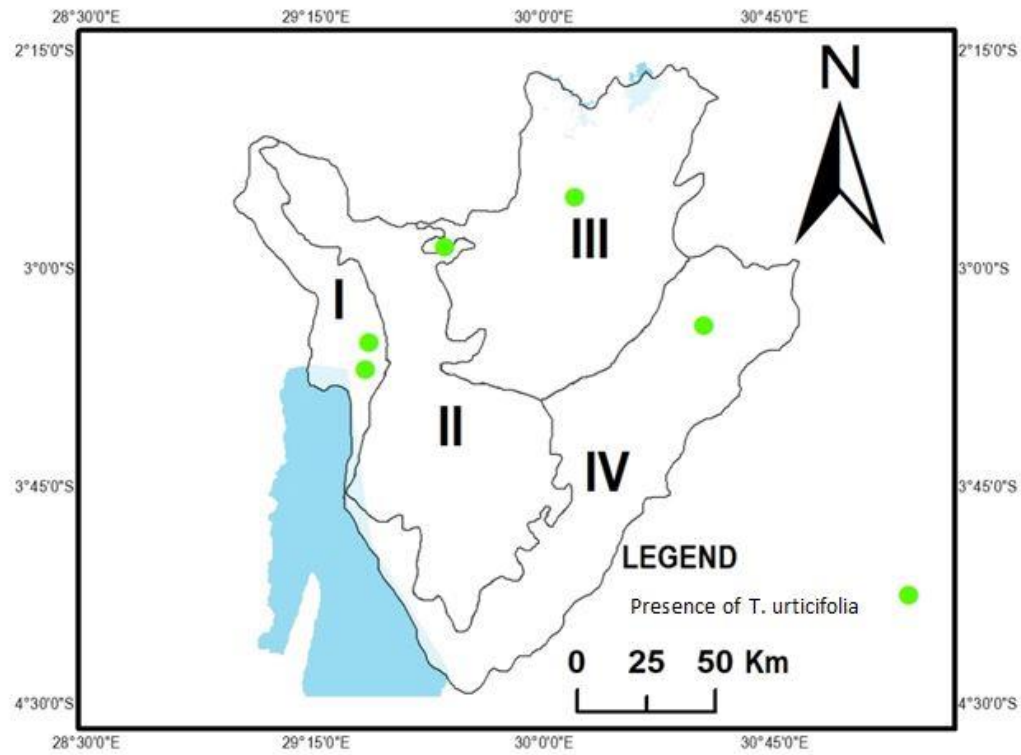 28°30'0"E 29°15'0"E 30°0'0"E 30°45'0"E
2°15'0"S 2°15'0"S
N
III
3°0'0"S 3°0'0"S
I
II
IV
3°45'0"S 3°45'0"S
LEGEND
Presence of T. urticifolia
0 25 50 Km
4°30'0"S 4°30'0"S
28°30'0"E 29°15'0"E 30°0'0"E 30°45'0"E